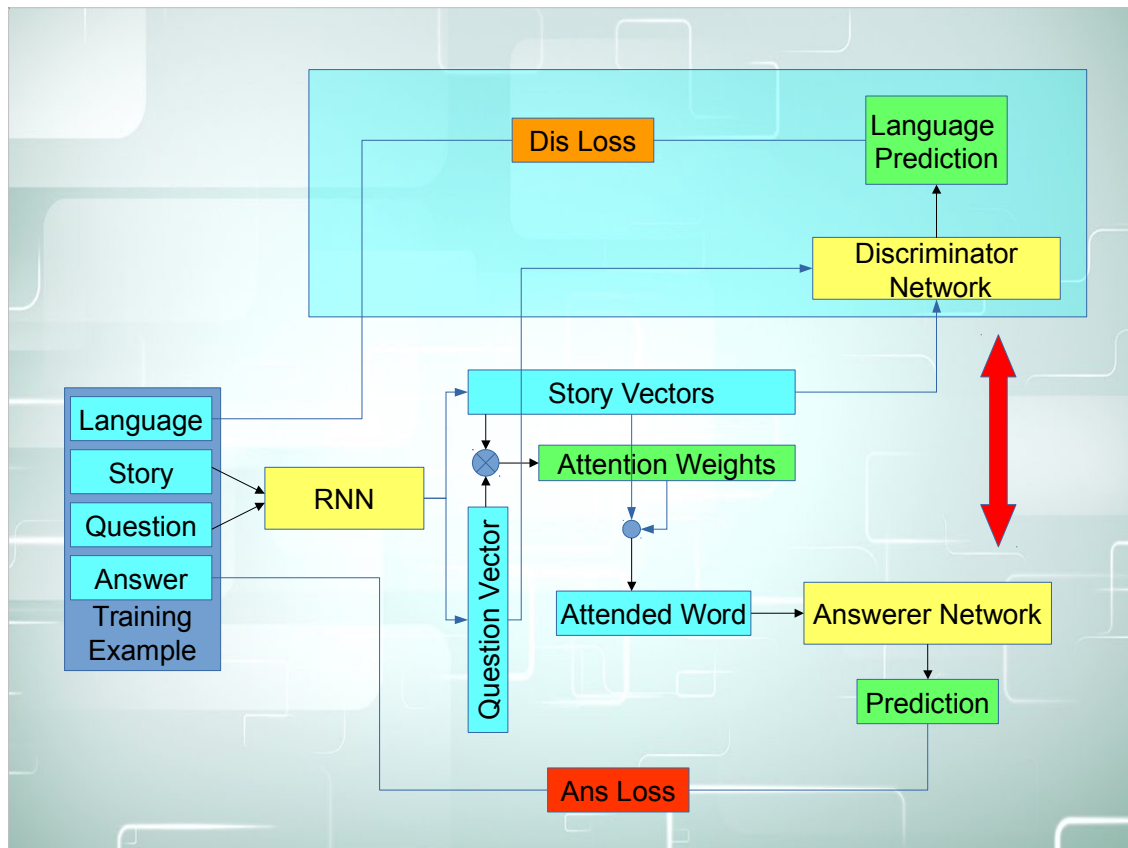 Dis Loss
Language
Prediction
Discriminator
Network
Language
Story
Question
Answer
Training
Example
RNN
Story Vectors
Attention Weights
Question Vector
Attended Word
Answerer Network
Prediction
Ans Loss